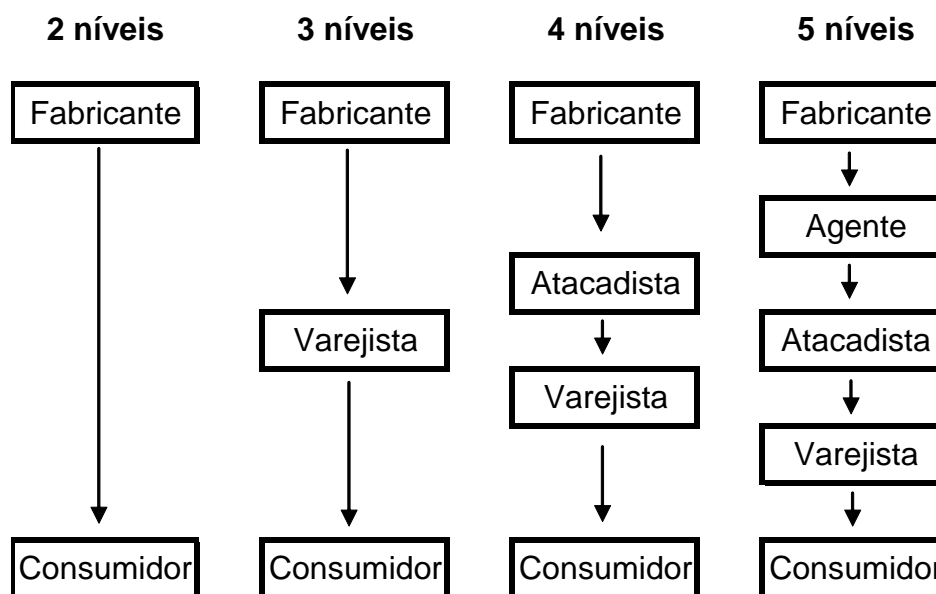 2 níveis
3 níveis
4 níveis
5 níveis
Fabricante
Fabricante
Fabricante
Fabricante
Agente
Atacadista
Atacadista
Varejista
Varejista
Varejista
Consumidor
Consumidor
Consumidor
Consumidor